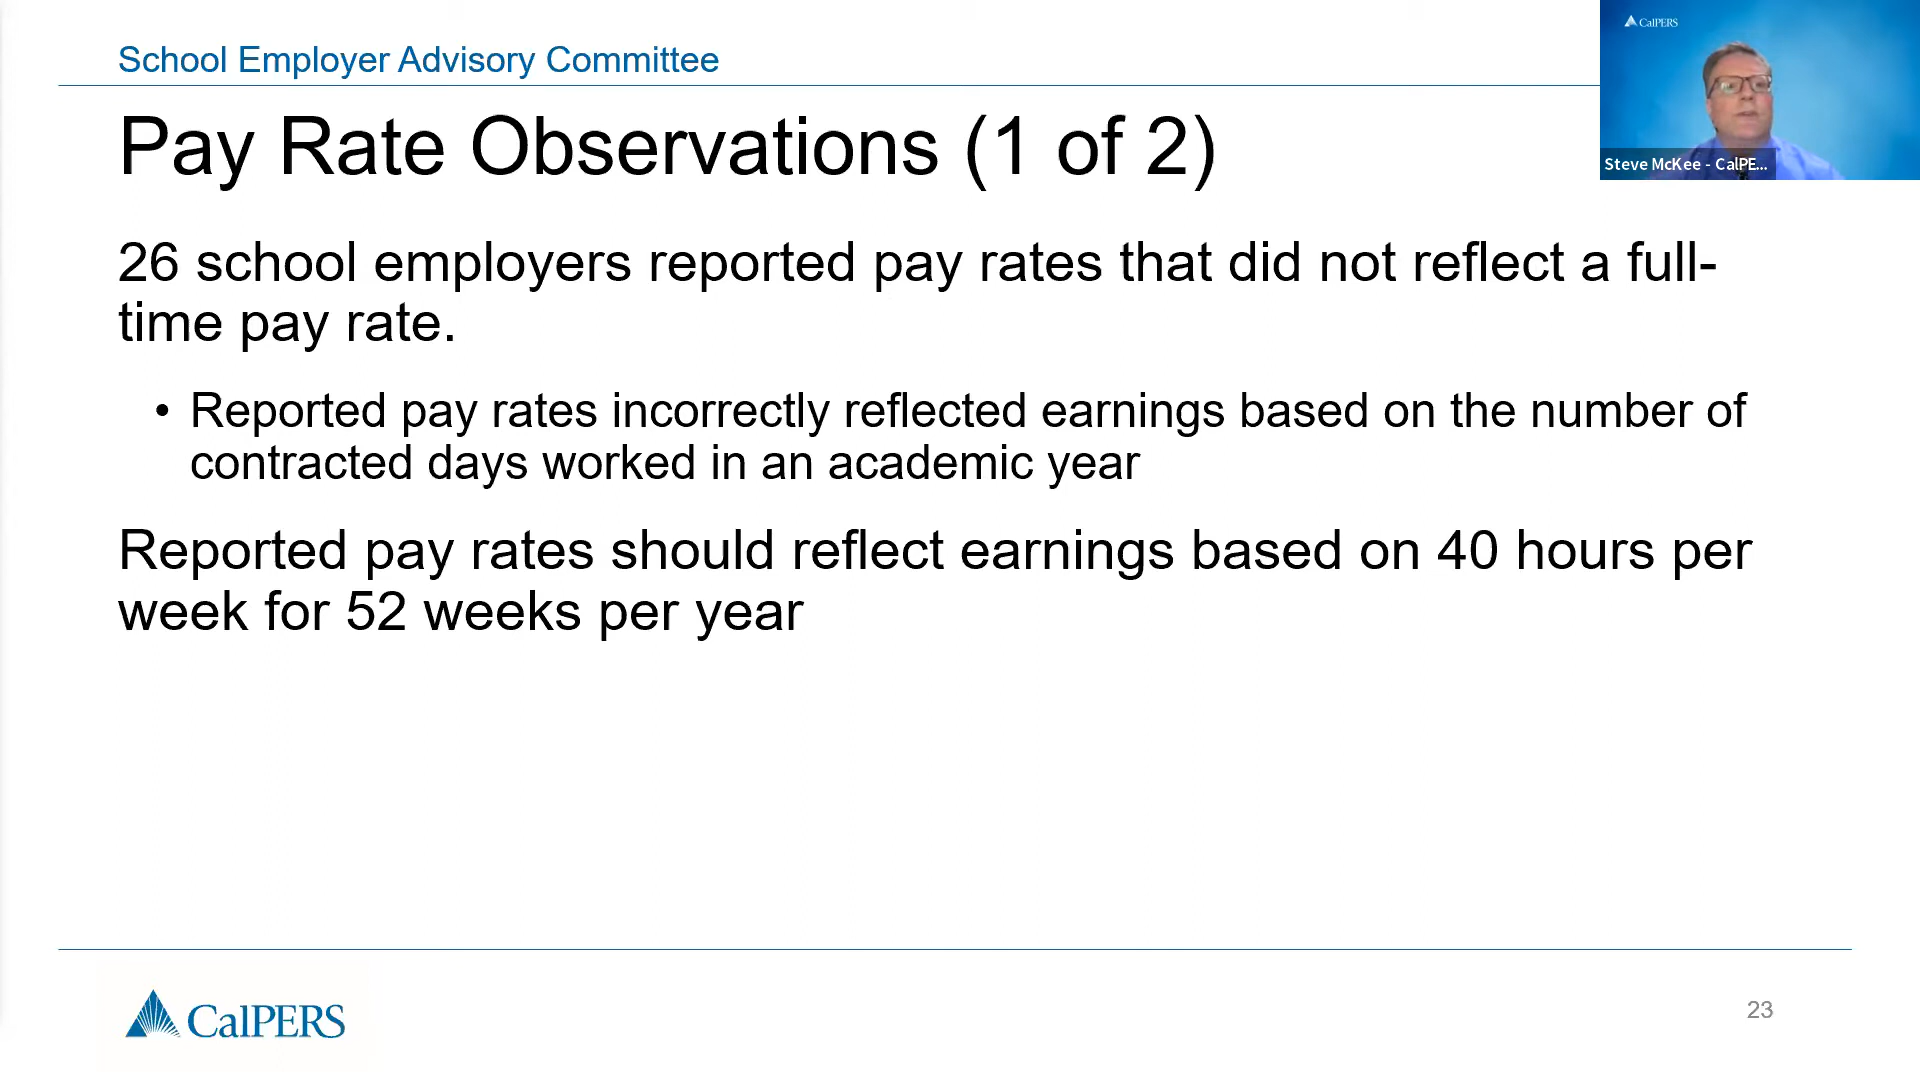 School Employer Advisory Committee
CalPERS
Pay Rate Observations (1 of 2)
Steve McKee - CalPE...
26 school employers reported pay rates that did not reflect a full-
time pay rate.
• Reported pay rates incorrectly reflected earnings based on the number of
contracted days worked in an academic year
Reported pay rates should reflect earnings based on 40 hours per
week for 52 weeks per year
CalPERS
23